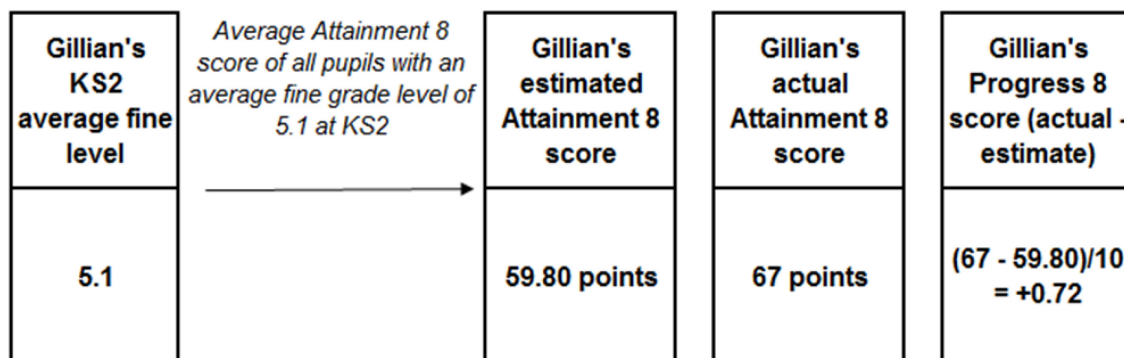 Gillian's
KS2
average fine
level
5.1
Average Attainment 8
score of all pupils with an
average fine grade level of
5.1 at KS2
Gillian's
estimated
Attainment 8
score
59.80 points
Gillian's
actual
Attainment 8
score
67 points
Gillian's
Progress 8
score (actual -
estimate)
(67 - 59.80)/10
= +0.72